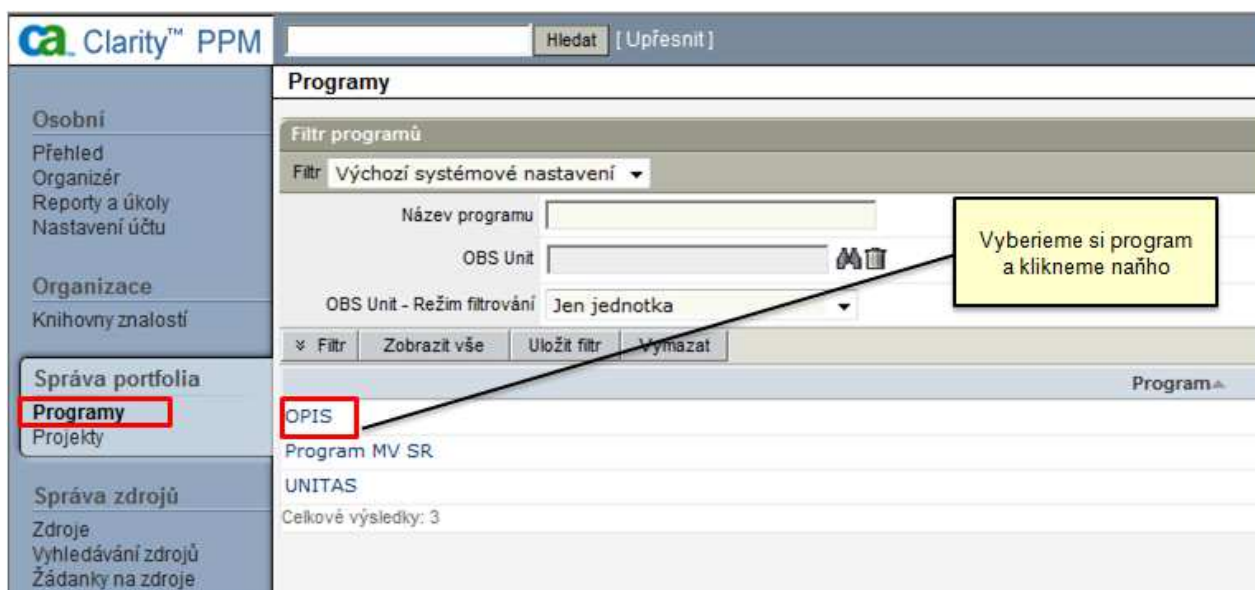 ca Clarity™ PPM
Hledat [ Upřesnit ]
Programy
Osobní
Přehled
Organizér
Reporty a úkoly
Nastavení účtu
Organizace
Knihovny znalostí
Správa portfolia
Programy
Projekty
Správa zdrojů
Zdroje
Vyhledávání zdrojů
Žádanky na zdroje
Filtr programů
Filtr Výchozí systémové nastavení
Název programu
OBS Unit
OBS Unit - Režim filtrování Jen jednotka
Filtr Zobrazit vše Uložit filtr Vymazat
Vyberieme si program
a klikneme naňho
Program
OPIS
Program MV SR
UNITAS
Celkové výsledky: 3